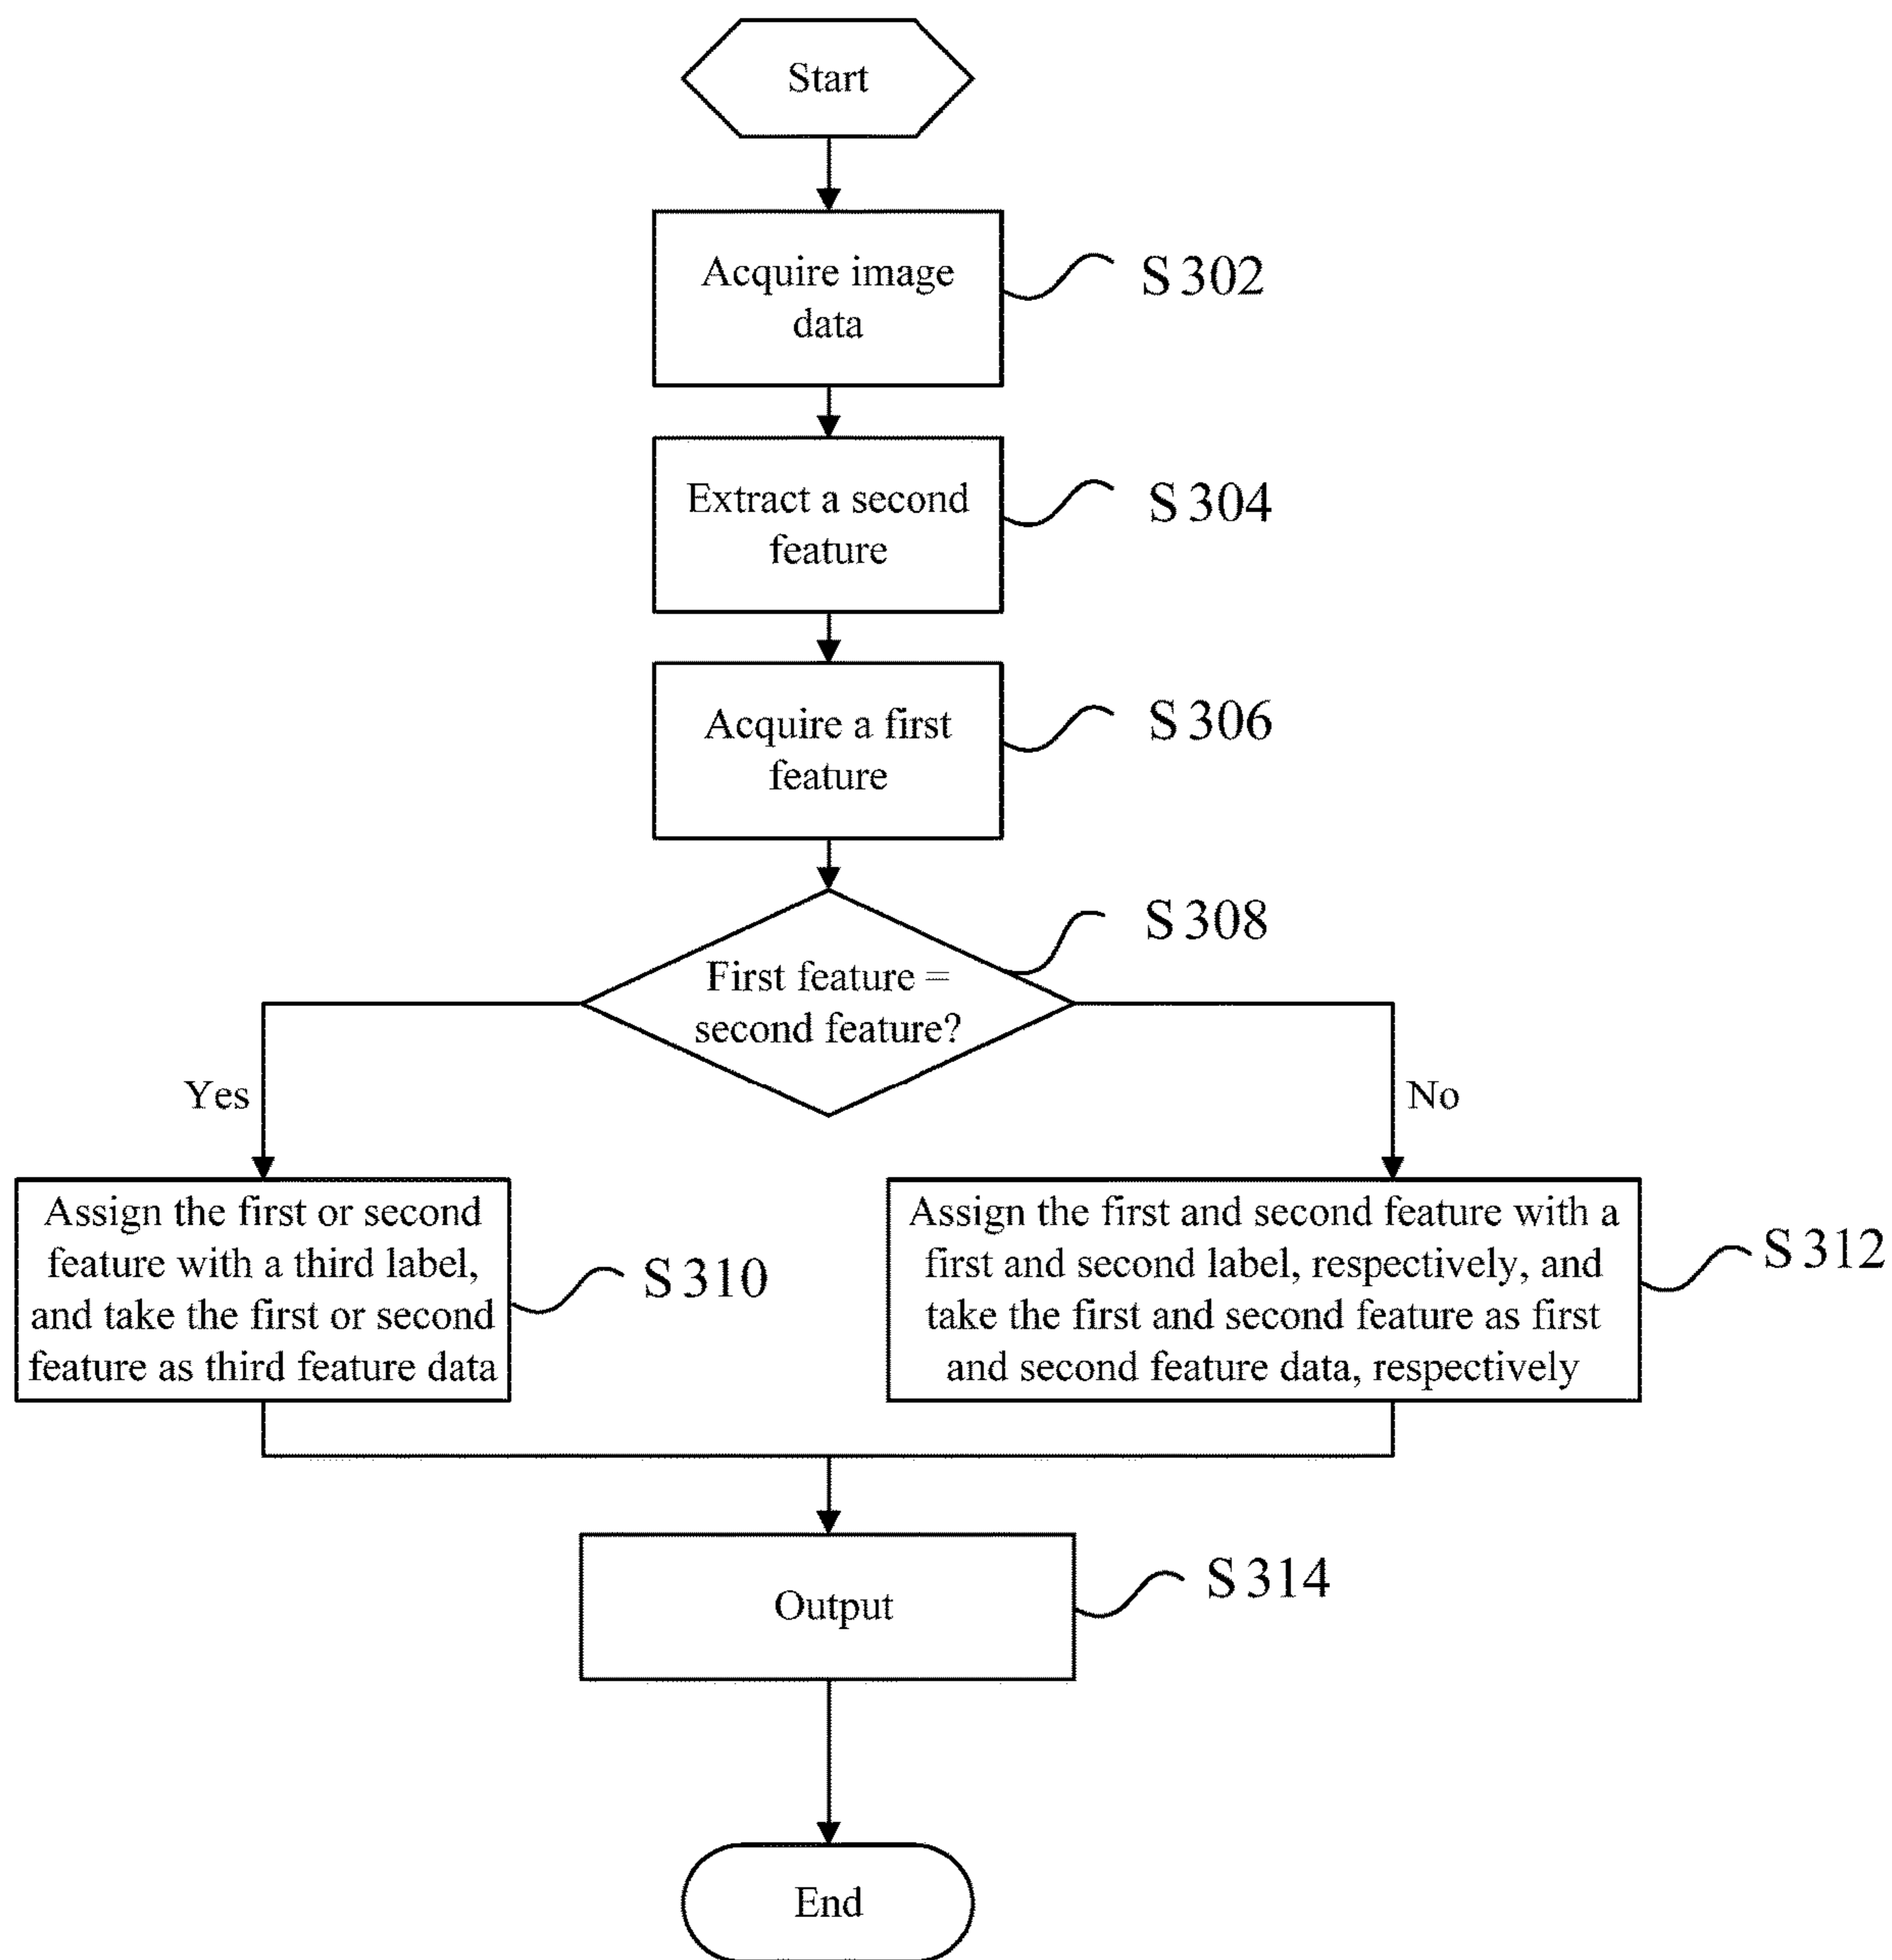 Start
Acquire image
data
S302
Extract a second
feature
S304
Acquire a first
feature
S306
S308
First feature =
second feature?
Yes
No
Assign the first or second
feature with a third label,
and take the first or second
feature as third feature data
S310
Assign the first and second feature with a
first and second label, respectively, and
take the first and second feature as first
and second feature data, respectively
S312
Output
S314
End